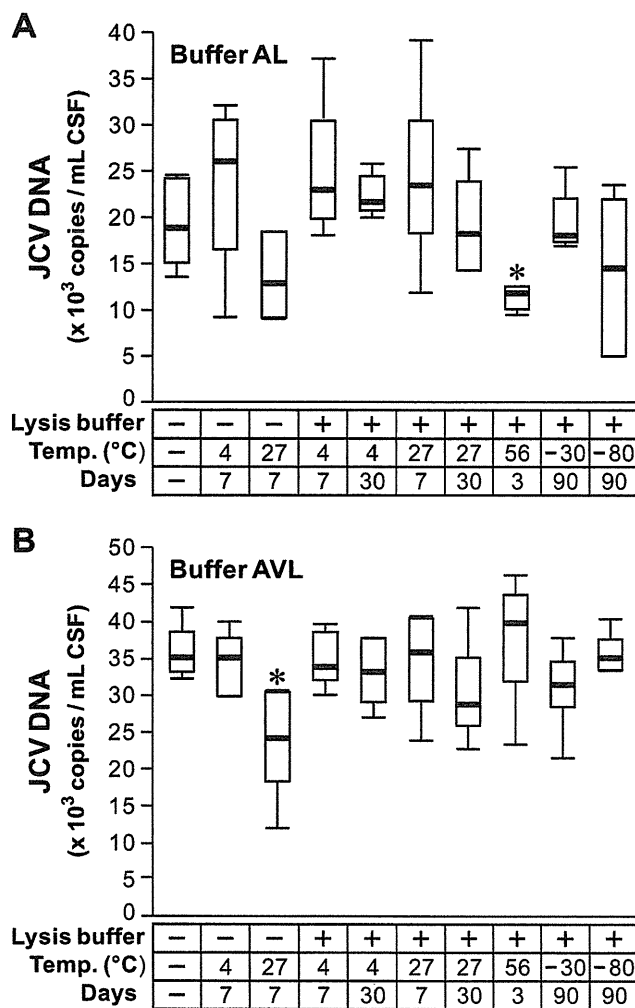 A
Buffer AL
JCV DNA
(x 10³ copies / mL CSF)
40
35
30
25
20
15
10
5
0
*
Lysis buffer − − − + + + + + + +
Temp. (°C) − 4 27 4 4 27 27 56 −30 −80
Days − 7 7 7 30 7 30 3 90 90
B
Buffer AVL
JCV DNA
(x 10³ copies / mL CSF)
50
45
40
35
30
25
20
15
10
5
0
*
Lysis buffer − − − + + + + + + +
Temp. (°C) − 4 27 4 4 27 27 56 −30 −80
Days − 7 7 7 30 7 30 3 90 90